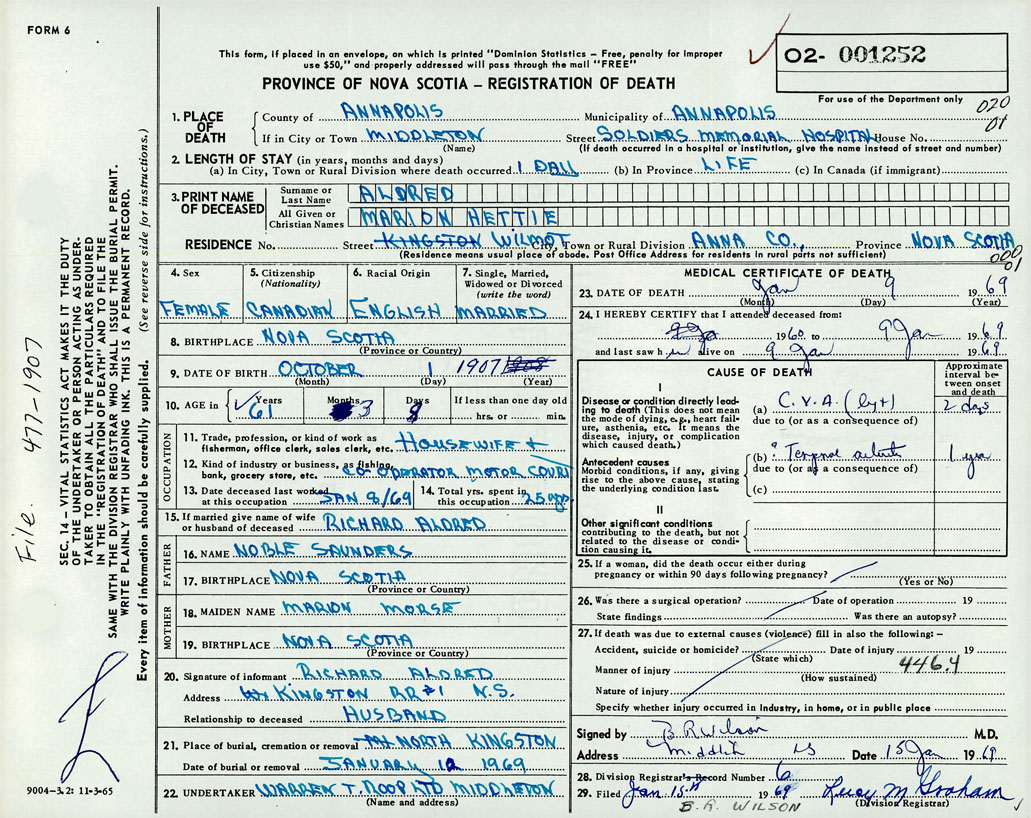 FORM 6
This form, if placed in an envelope, on which is printed "Dominion Statistics – Free, penalty for improper
use $50," and properly addressed will pass through the mail "FREE"
02- 001252
PROVINCE OF NOVA SCOTIA – REGISTRATION OF DEATH
For use of the Department only
020
01
1. PLACE OF DEATH
County of ANNAPOLIS Municipality of ANNAPOLIS
If in City or Town MIDDLETON Street SOLDIERS MEMORIAL HOSPITAL House No.
(Name) (If death occurred in a hospital or institution, give the name instead of street and number)
2. LENGTH OF STAY (in years, months and days)
(a) In City, Town or Rural Division where death occurred 1 DAY (b) In Province LIFE (c) In Canada (if immigrant)
3. PRINT NAME OF DECEASED
Surname or Last Name ALDRED
All Given or Christian Names MARION HETTIE
RESIDENCE No. Street KINGSTON WILMOT City, Town or Rural Division ANNA CO., Province NOVA SCOTIA
(Residence means usual place of abode. Post Office Address for residents in rural parts not sufficient)
000
01
4. Sex FEMALE
5. Citizenship (Nationality) CANADIAN
6. Racial Origin ENGLISH
7. Single, Married, Widowed or Divorced (write the word) MARRIED
8. BIRTHPLACE NOVA SCOTIA
(Province or Country)
9. DATE OF BIRTH OCTOBER 1 1907 1908
(Month) (Day) (Year)
10. AGE in Years 61 Months 3 Days 8 If less than one day old
hrs. or min.
OCCUPATION
11. Trade, profession, or kind of work as fisherman, office clerk, sales clerk, etc. HOUSEWIFE +
12. Kind of industry or business, as fishing, bank, grocery store, etc. CO-OPERATOR MOTOR COURT
13. Date deceased last worked at this occupation JAN 8/69
14. Total yrs. spent in this occupation 25 yrs
15. If married give name of wife or husband of deceased RICHARD ALDRED
FATHER
16. NAME NOBLE SAUNDERS
17. BIRTHPLACE NOVA SCOTIA
(Province or Country)
MOTHER
18. MAIDEN NAME MARION MORSE
19. BIRTHPLACE NOVA SCOTIA
(Province or Country)
20. Signature of informant RICHARD ALDRED
Address KINGSTON RR#1 N.S.
Relationship to deceased HUSBAND
21. Place of burial, cremation or removal NORTH KINGSTON
Date of burial or removal JANUARY 12 1969
22. UNDERTAKER WARREN T. ROOP LTD MIDDLETON
(Name and address)
MEDICAL CERTIFICATE OF DEATH
23. DATE OF DEATH Jan 9 1969
(Month) (Day) (Year)
24. I HEREBY CERTIFY that I attended deceased from:
1960 to 9 Jan 1969
and last saw h er alive on 9 Jan 1969
CAUSE OF DEATH
Approximate interval between onset and death
I
Disease or condition directly leading to death (This does not mean the mode of dying, e.g., heart failure, asthenia, etc. It means the disease, injury, or complication which caused death.)
(a) C.V.A. 2 days
due to (or as a consequence of)
Antecedent causes
Morbid conditions, if any, giving rise to the above cause, stating the underlying condition last.
(b) ? 1 yr
due to (or as a consequence of)
(c)
II
Other significant conditions contributing to the death, but not related to the disease or condition causing it.
25. If a woman, did the death occur either during pregnancy or within 90 days following pregnancy?
(Yes or No)
26. Was there a surgical operation? Date of operation 19
State findings Was there an autopsy?
27. If death was due to external causes (violence) fill in also the following: –
Accident, suicide or homicide? Date of injury 19
(State which)
Manner of injury 446.4
(How sustained)
Nature of injury
Specify whether injury occurred in industry, in home, or in public place
Signed by B R Wilson M.D.
Address Middleton NS Date 15 Jan 1969
28. Division Registrar's Record Number 6
29. Filed Jan 15th 1969 Lucy M Graham
(Division Registrar)
B. R. WILSON
File. 477-1907
SEC. 14 – VITAL STATISTICS ACT MAKES IT THE DUTY
OF THE UNDERTAKER OR PERSON ACTING AS UNDERTAKER
TO OBTAIN ALL THE PARTICULARS REQUIRED
IN THE "REGISTRATION OF DEATH" AND TO FILE THE
SAME WITH THE DIVISION REGISTRAR WHO SHALL ISSUE THE BURIAL PERMIT.
WRITE PLAINLY WITH UNFADING INK. THIS IS A PERMANENT RECORD.
Every item of information should be carefully supplied. (See reverse side for instructions.)
9004-3.2: 11-3-65